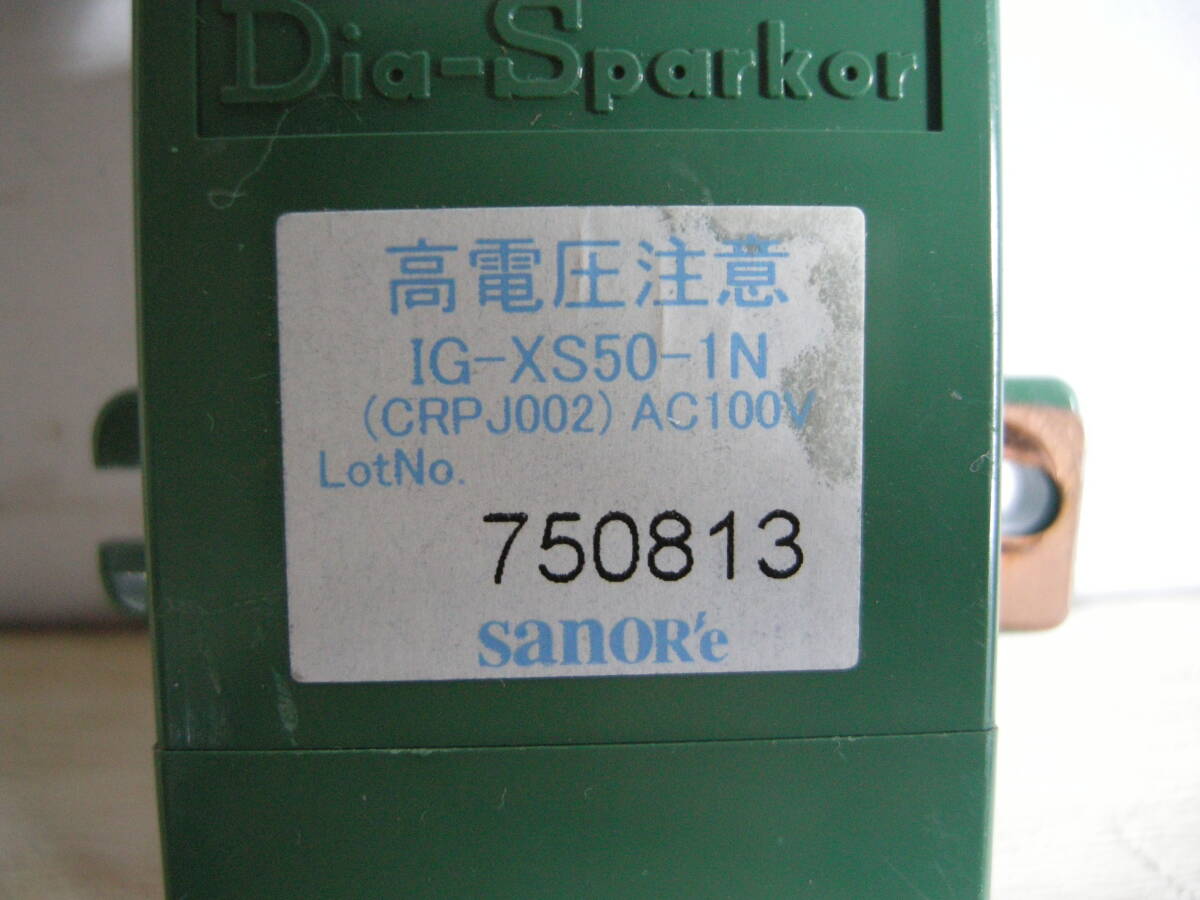 Dia-Sparkor
高電圧注意
IG-XS50-1N
(CRPJ002) AC100V
LotNo.
750813
sanOR'e